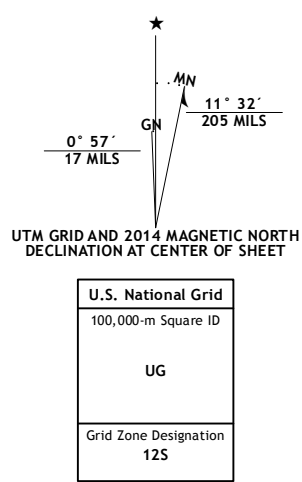 ★
MN
GN
11° 32´
205 MILS
0° 57´
17 MILS
UTM GRID AND 2014 MAGNETIC NORTH
DECLINATION AT CENTER OF SHEET
U.S. National Grid
100,000-m Square ID
UG
Grid Zone Designation
12S